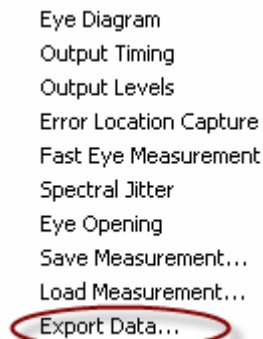 Eye Diagram
Output Timing
Output Levels
Error Location Capture
Fast Eye Measurement
Spectral Jitter
Eye Opening
Save Measurement...
Load Measurement...
Export Data...